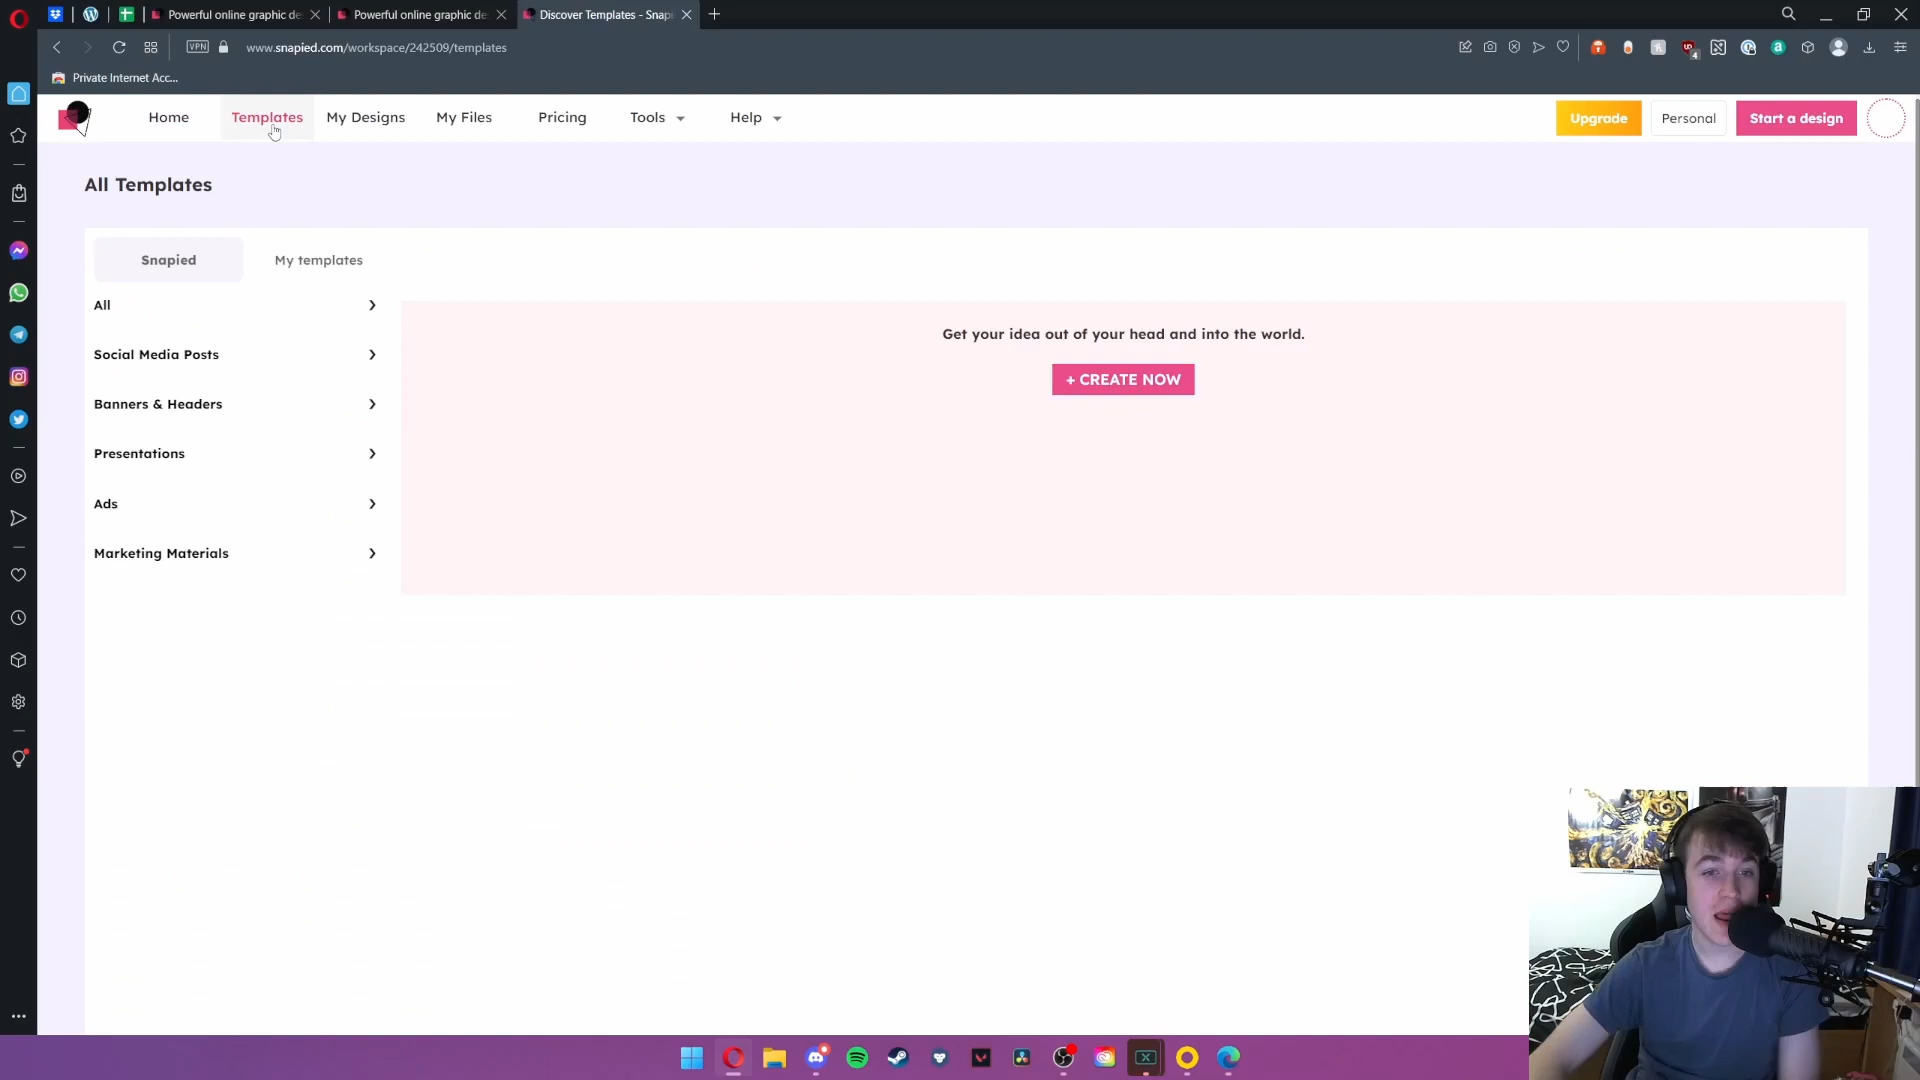 Powerful online graphic de
Powerful online graphic de
Discover Templates - Snapi
VPN
www.snapied.com/workspace/242509/templates
4
Private Internet Acc...
Home
Templates
My Designs
My Files
Pricing
Tools
Help
Upgrade
Personal
Start a design
All Templates
Snapied
My templates
All
Social Media Posts
Banners & Headers
Presentations
Ads
Marketing Materials
Get your idea out of your head and into the world.
+ CREATE NOW